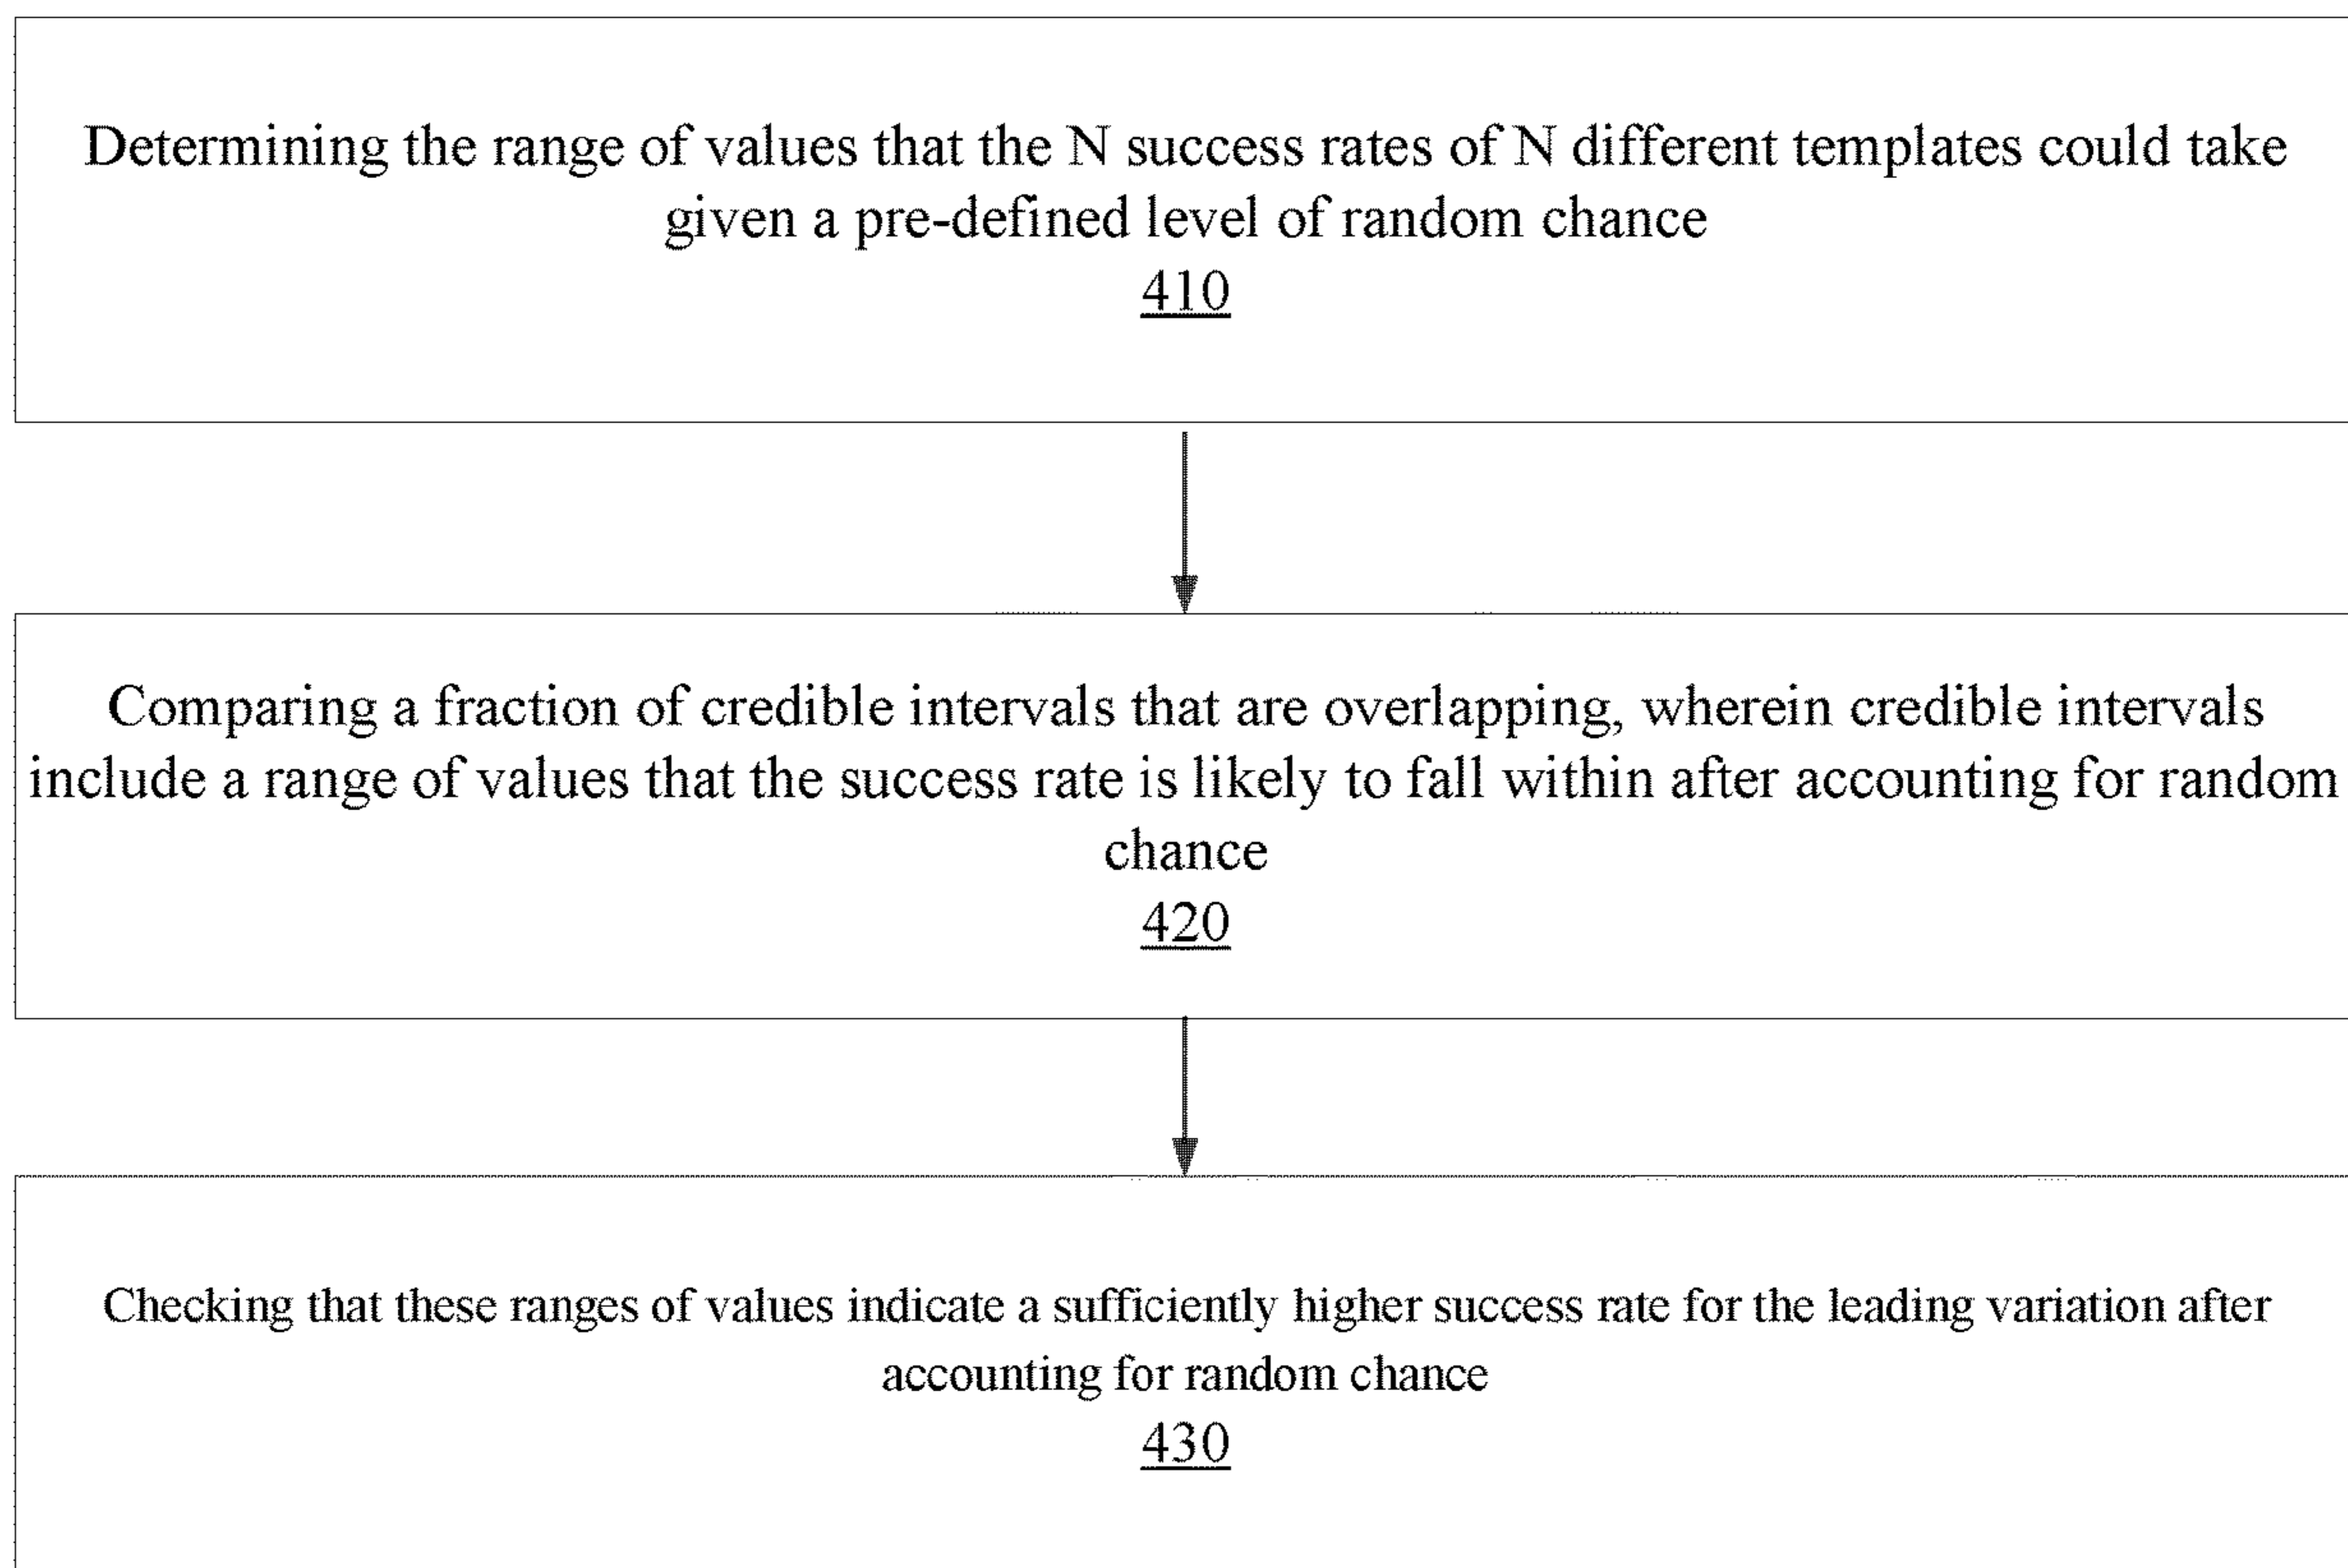 Determining the range of values that the N success rates of N different templates could take
given a pre-defined level of random chance
410
Comparing a fraction of credible intervals that are overlapping, wherein credible intervals
include a range of values that the success rate is likely to fall within after accounting for random
chance
420
Checking that these ranges of values indicate a sufficiently higher success rate for the leading variation after
accounting for random chance
430